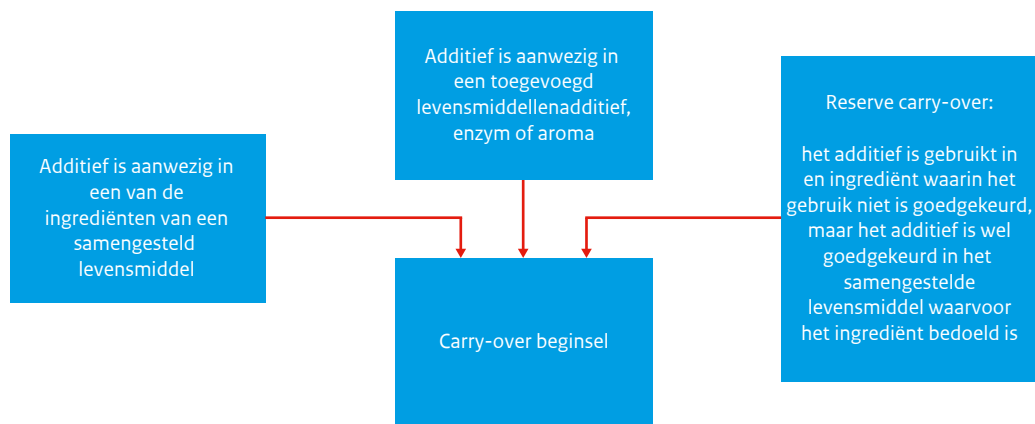 Additief is aanwezig in
een van de
ingrediënten van een
samengesteld
levensmiddel
Additief is aanwezig in
een toegevoegd
levensmiddellenadditief,
enzym of aroma
Reserve carry-over:
het additief is gebruikt in
en ingrediënt waarin het
gebruik niet is goedgekeurd,
maar het additief is wel
goedgekeurd in het
samengestelde
levensmiddel waarvoor
het ingrediënt bedoeld is
Carry-over beginsel